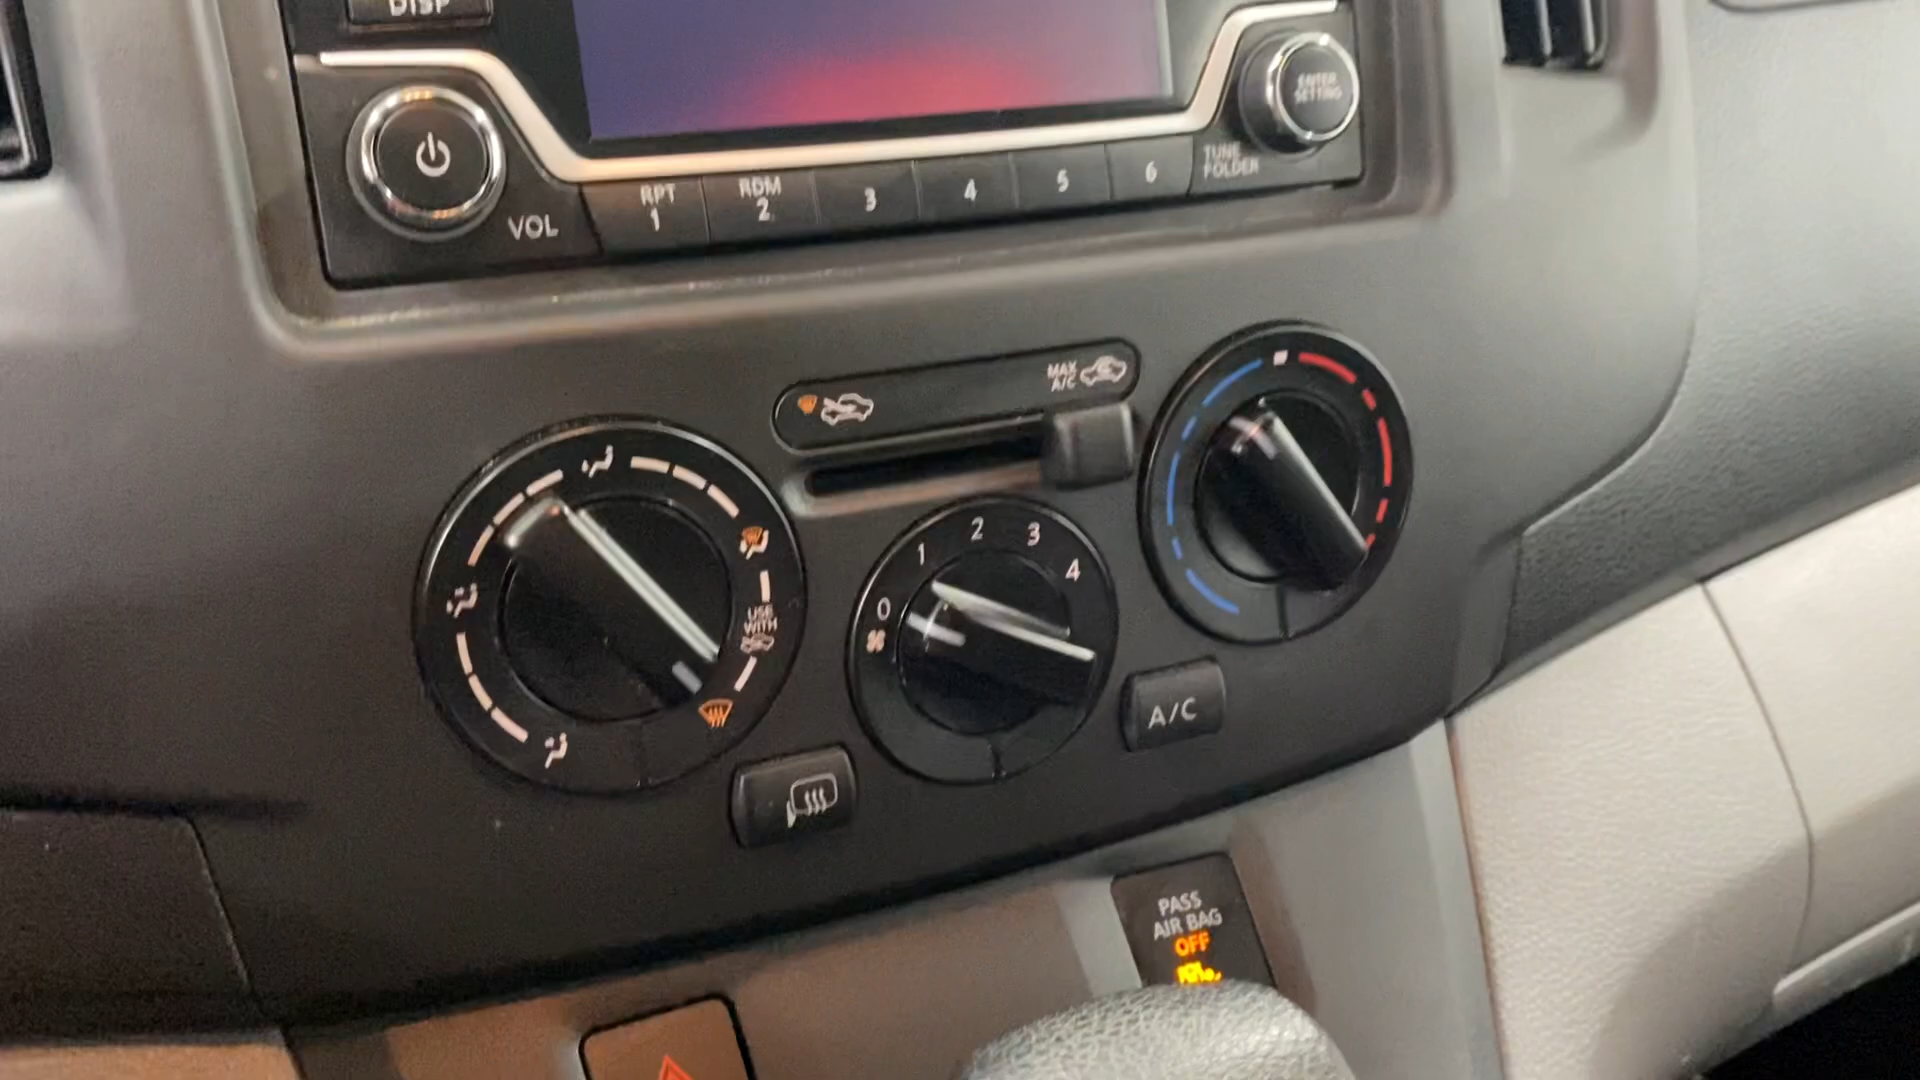 DISP
VOL
RPT
1
RDM
2
3
4
5
6
TUNE
FOLDER
ENTER
SETTING
MAX
A/C
USE
WITH
0
1
2
3
4
A/C
PASS
AIR BAG
OFF